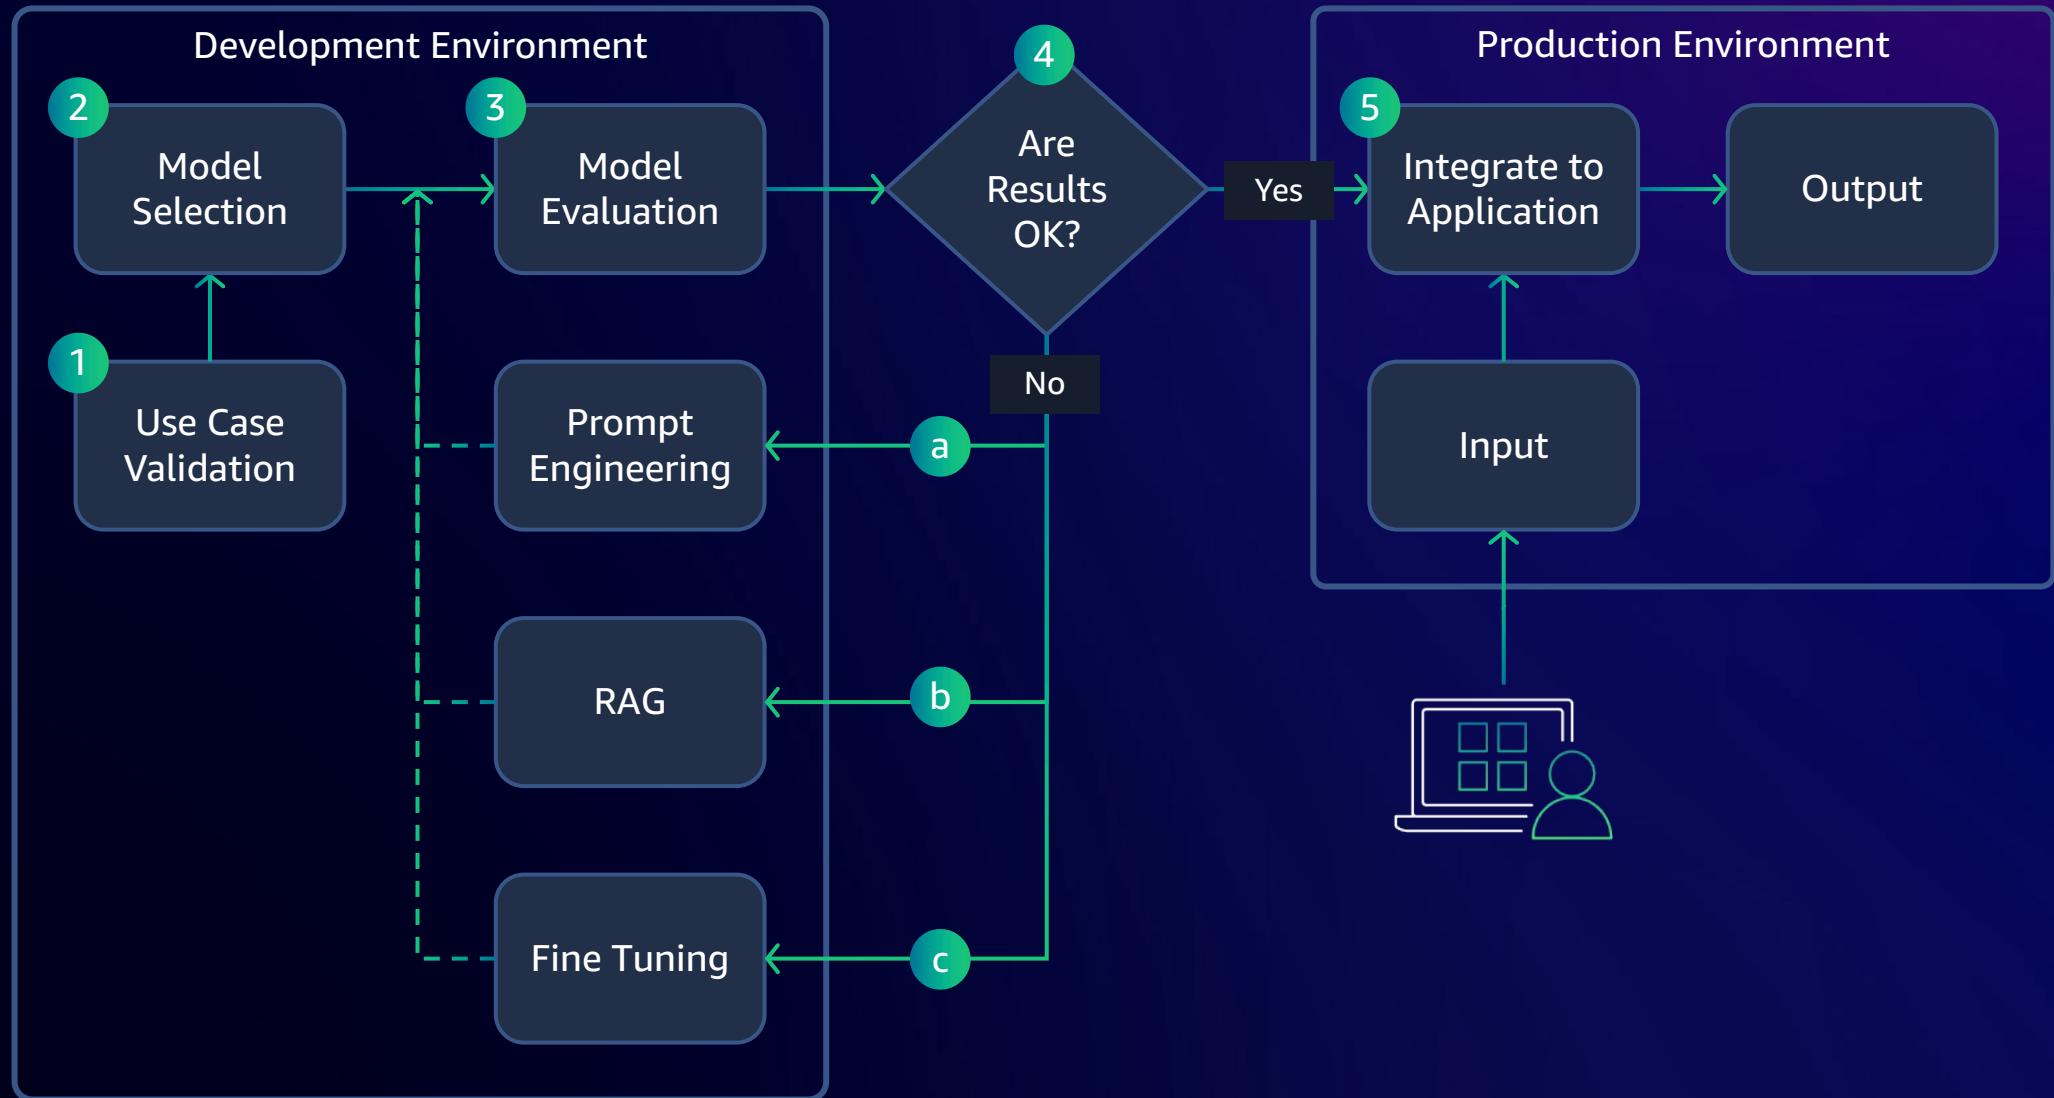 Development Environment
2
Model
Selection
3
Model
Evaluation
1
Use Case
Validation
Prompt
Engineering
RAG
Fine Tuning
4
Are
Results
OK?
Yes
No
a
b
c
Production Environment
5
Integrate to
Application
Output
Input